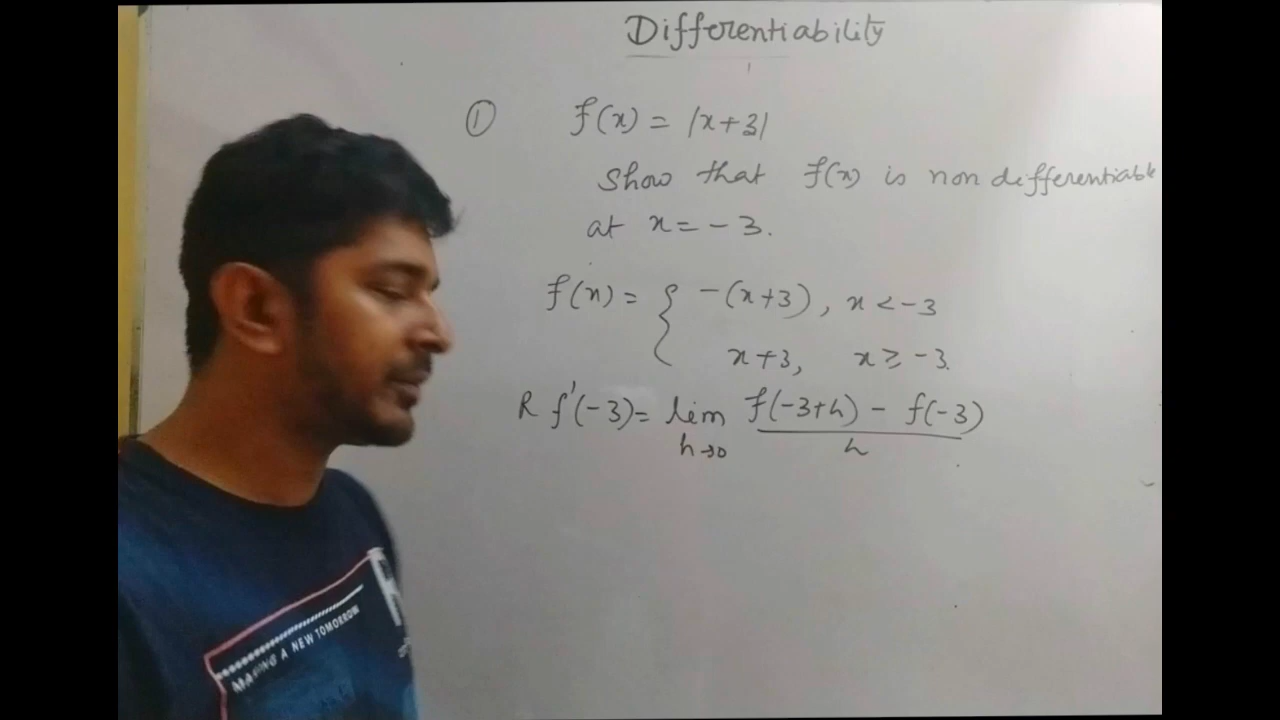 Differentiability
① f(x) = |x+3|
Show that f(x) is non differentiable
at x = -3.
f(x) = { -(x+3), x < -3
x+3, x ≥ -3.
R f'(-3) = lim f(-3+h) - f(-3)
h→0 h
MAKING A NEW TOMORROW